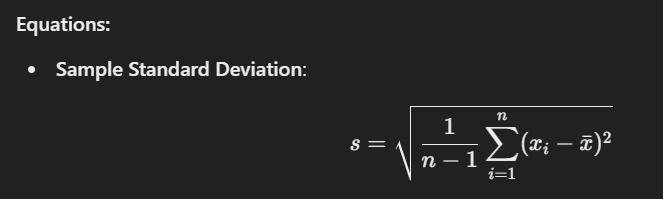 Equations:
• Sample Standard Deviation:
s = √(1/(n − 1) ∑_{i=1}^{n} (x_i − x̄)²)